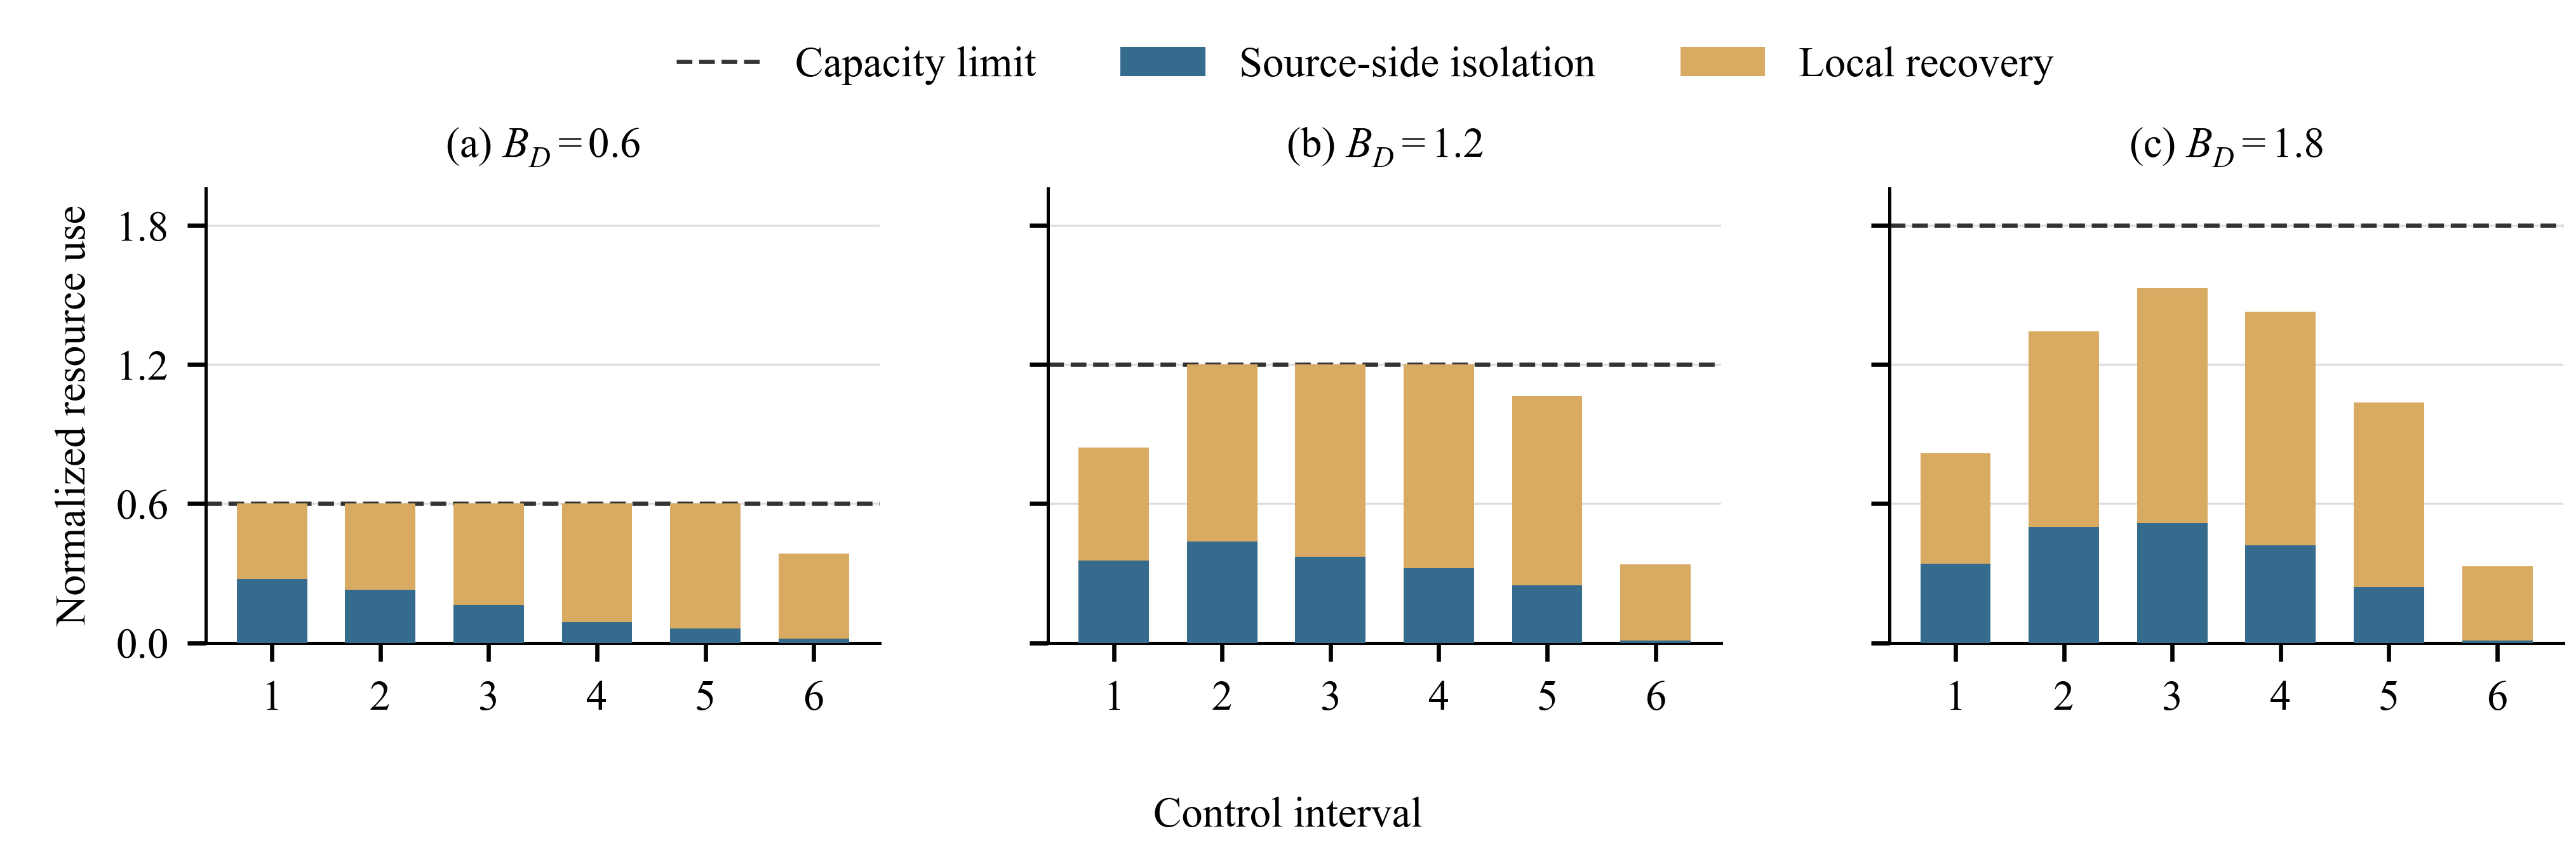 Capacity limit Source-side isolation Local recovery
(a) B_D = 0.6 (b) B_D = 1.2 (c) B_D = 1.8
Normalized resource use
1.8
1.2
0.6
0.0
1 2 3 4 5 6 1 2 3 4 5 6 1 2 3 4 5 6
Control interval